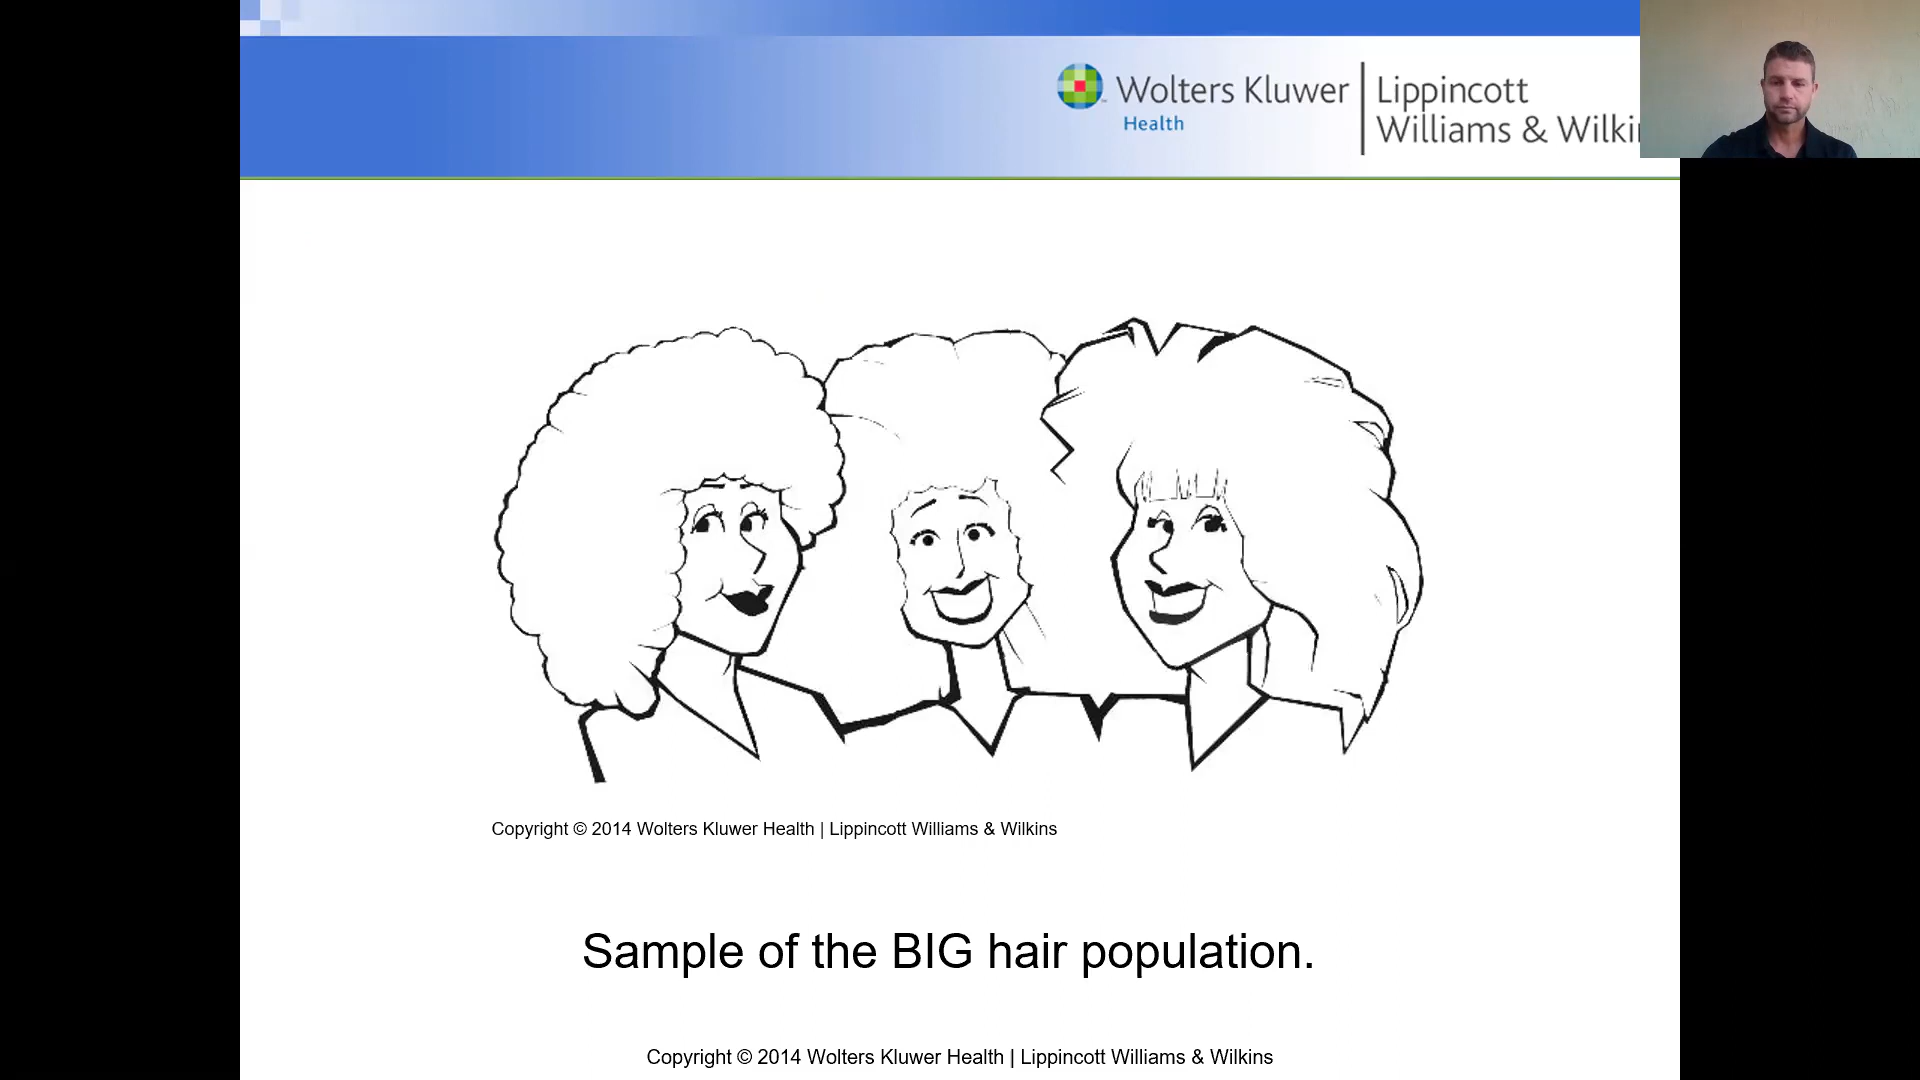 Wolters Kluwer
Health
Lippincott
Williams & Wilki
Copyright © 2014 Wolters Kluwer Health | Lippincott Williams & Wilkins
Sample of the BIG hair population.
Copyright © 2014 Wolters Kluwer Health | Lippincott Williams & Wilkins